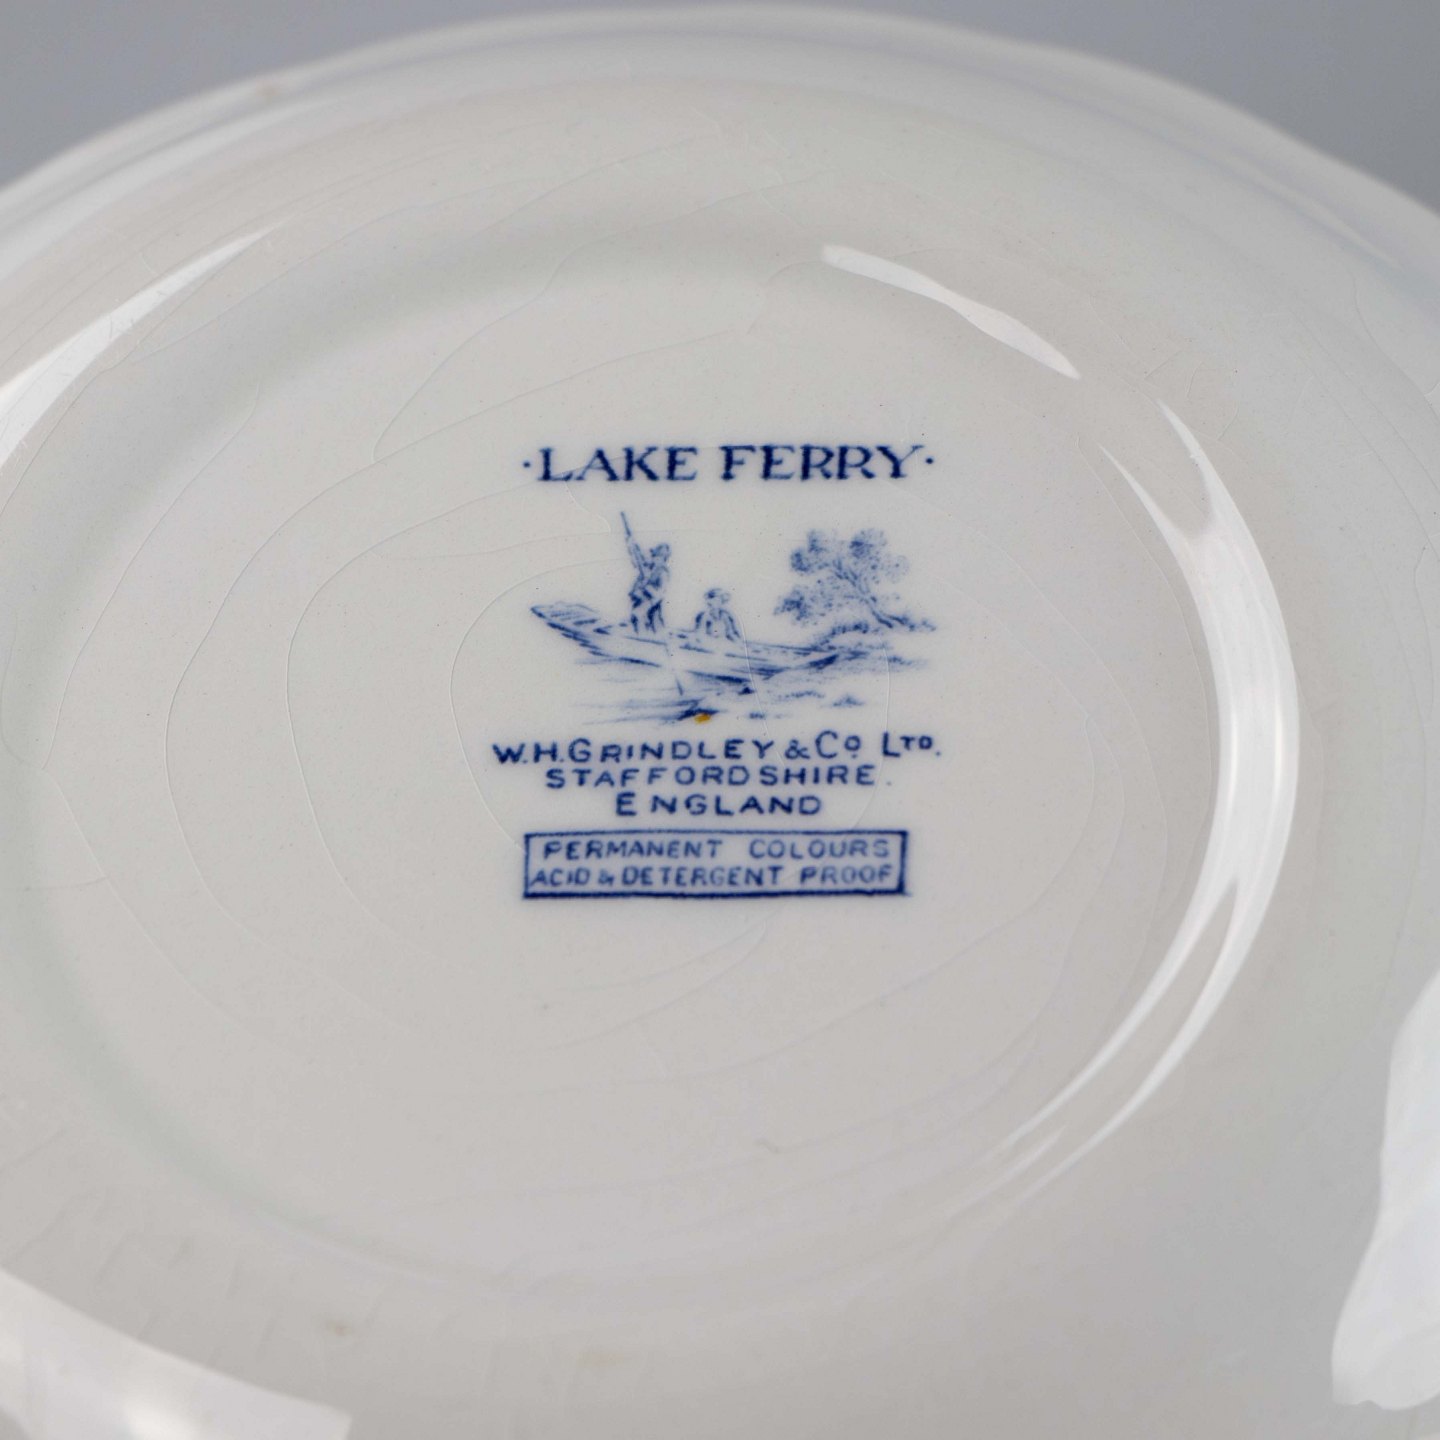 ·LAKE FERRY·
W.H.GRINDLEY & Cº LTD.
STAFFORDSHIRE.
ENGLAND
PERMANENT COLOURS
ACID & DETERGENT PROOF